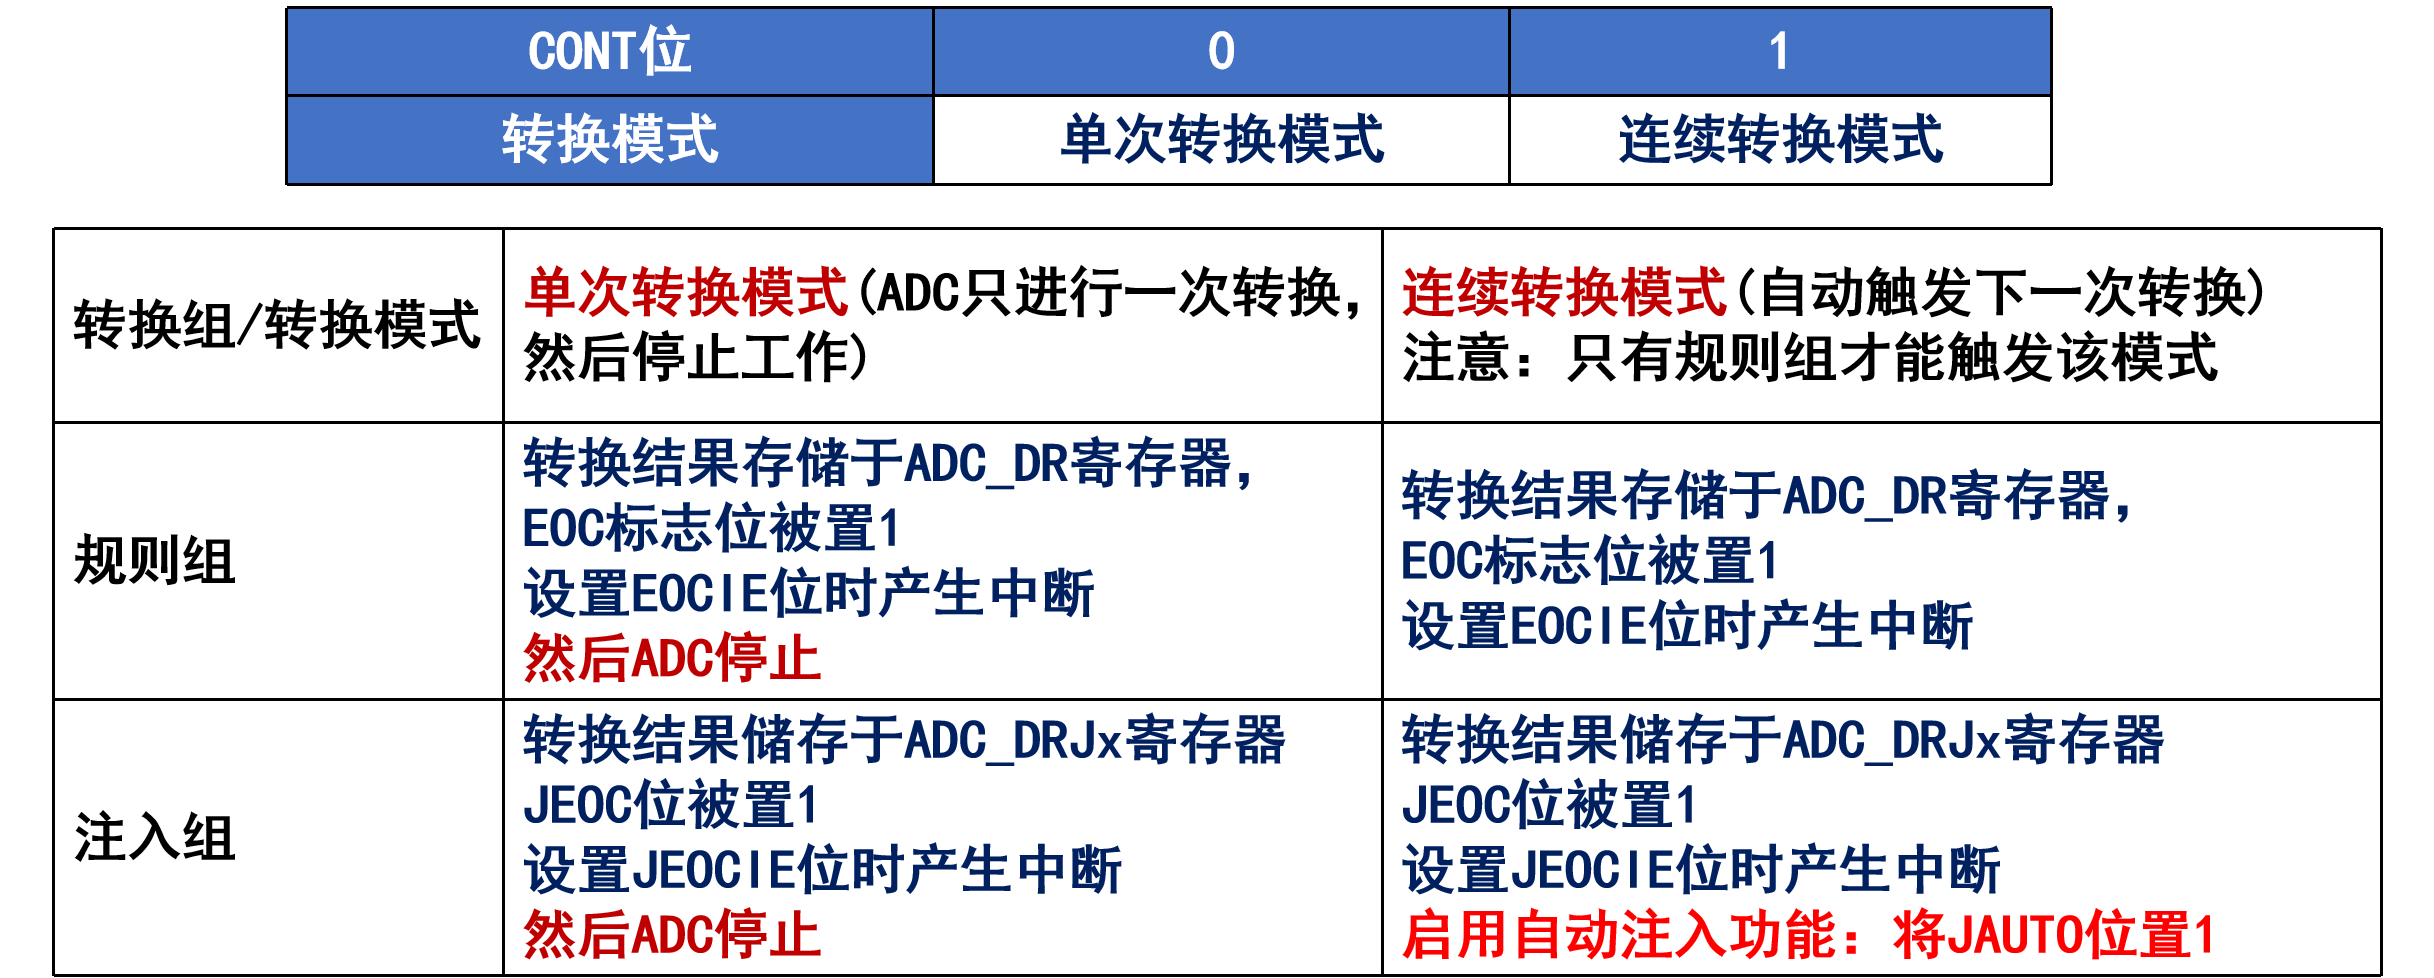 CONT位 0 1
转换模式 单次转换模式 连续转换模式
转换组/转换模式
单次转换模式(ADC只进行一次转换，
然后停止工作)
连续转换模式(自动触发下一次转换)
注意：只有规则组才能触发该模式
规则组
转换结果存储于ADC_DR寄存器，
EOC标志位被置1
设置EOCIE位时产生中断
然后ADC停止
转换结果存储于ADC_DR寄存器，
EOC标志位被置1
设置EOCIE位时产生中断
注入组
转换结果储存于ADC_DRJx寄存器
JEOC位被置1
设置JEOCIE位时产生中断
然后ADC停止
转换结果储存于ADC_DRJx寄存器
JEOC位被置1
设置JEOCIE位时产生中断
启用自动注入功能：将JAUTO位置1